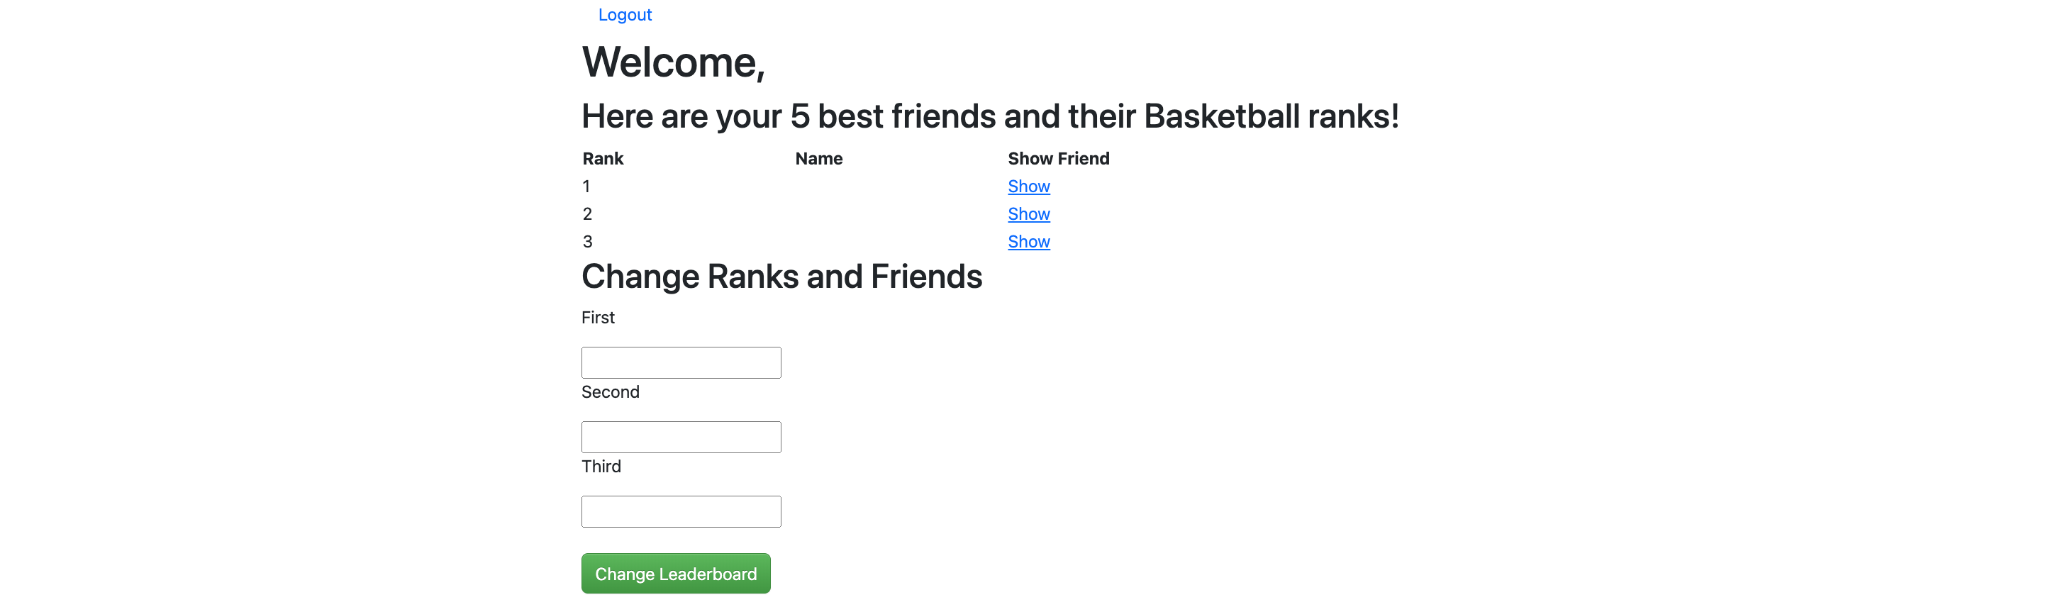 Logout
Welcome,
Here are your 5 best friends and their Basketball ranks!
Rank Name Show Friend
1 Show
2 Show
3 Show
Change Ranks and Friends
First
Second
Third
Change Leaderboard